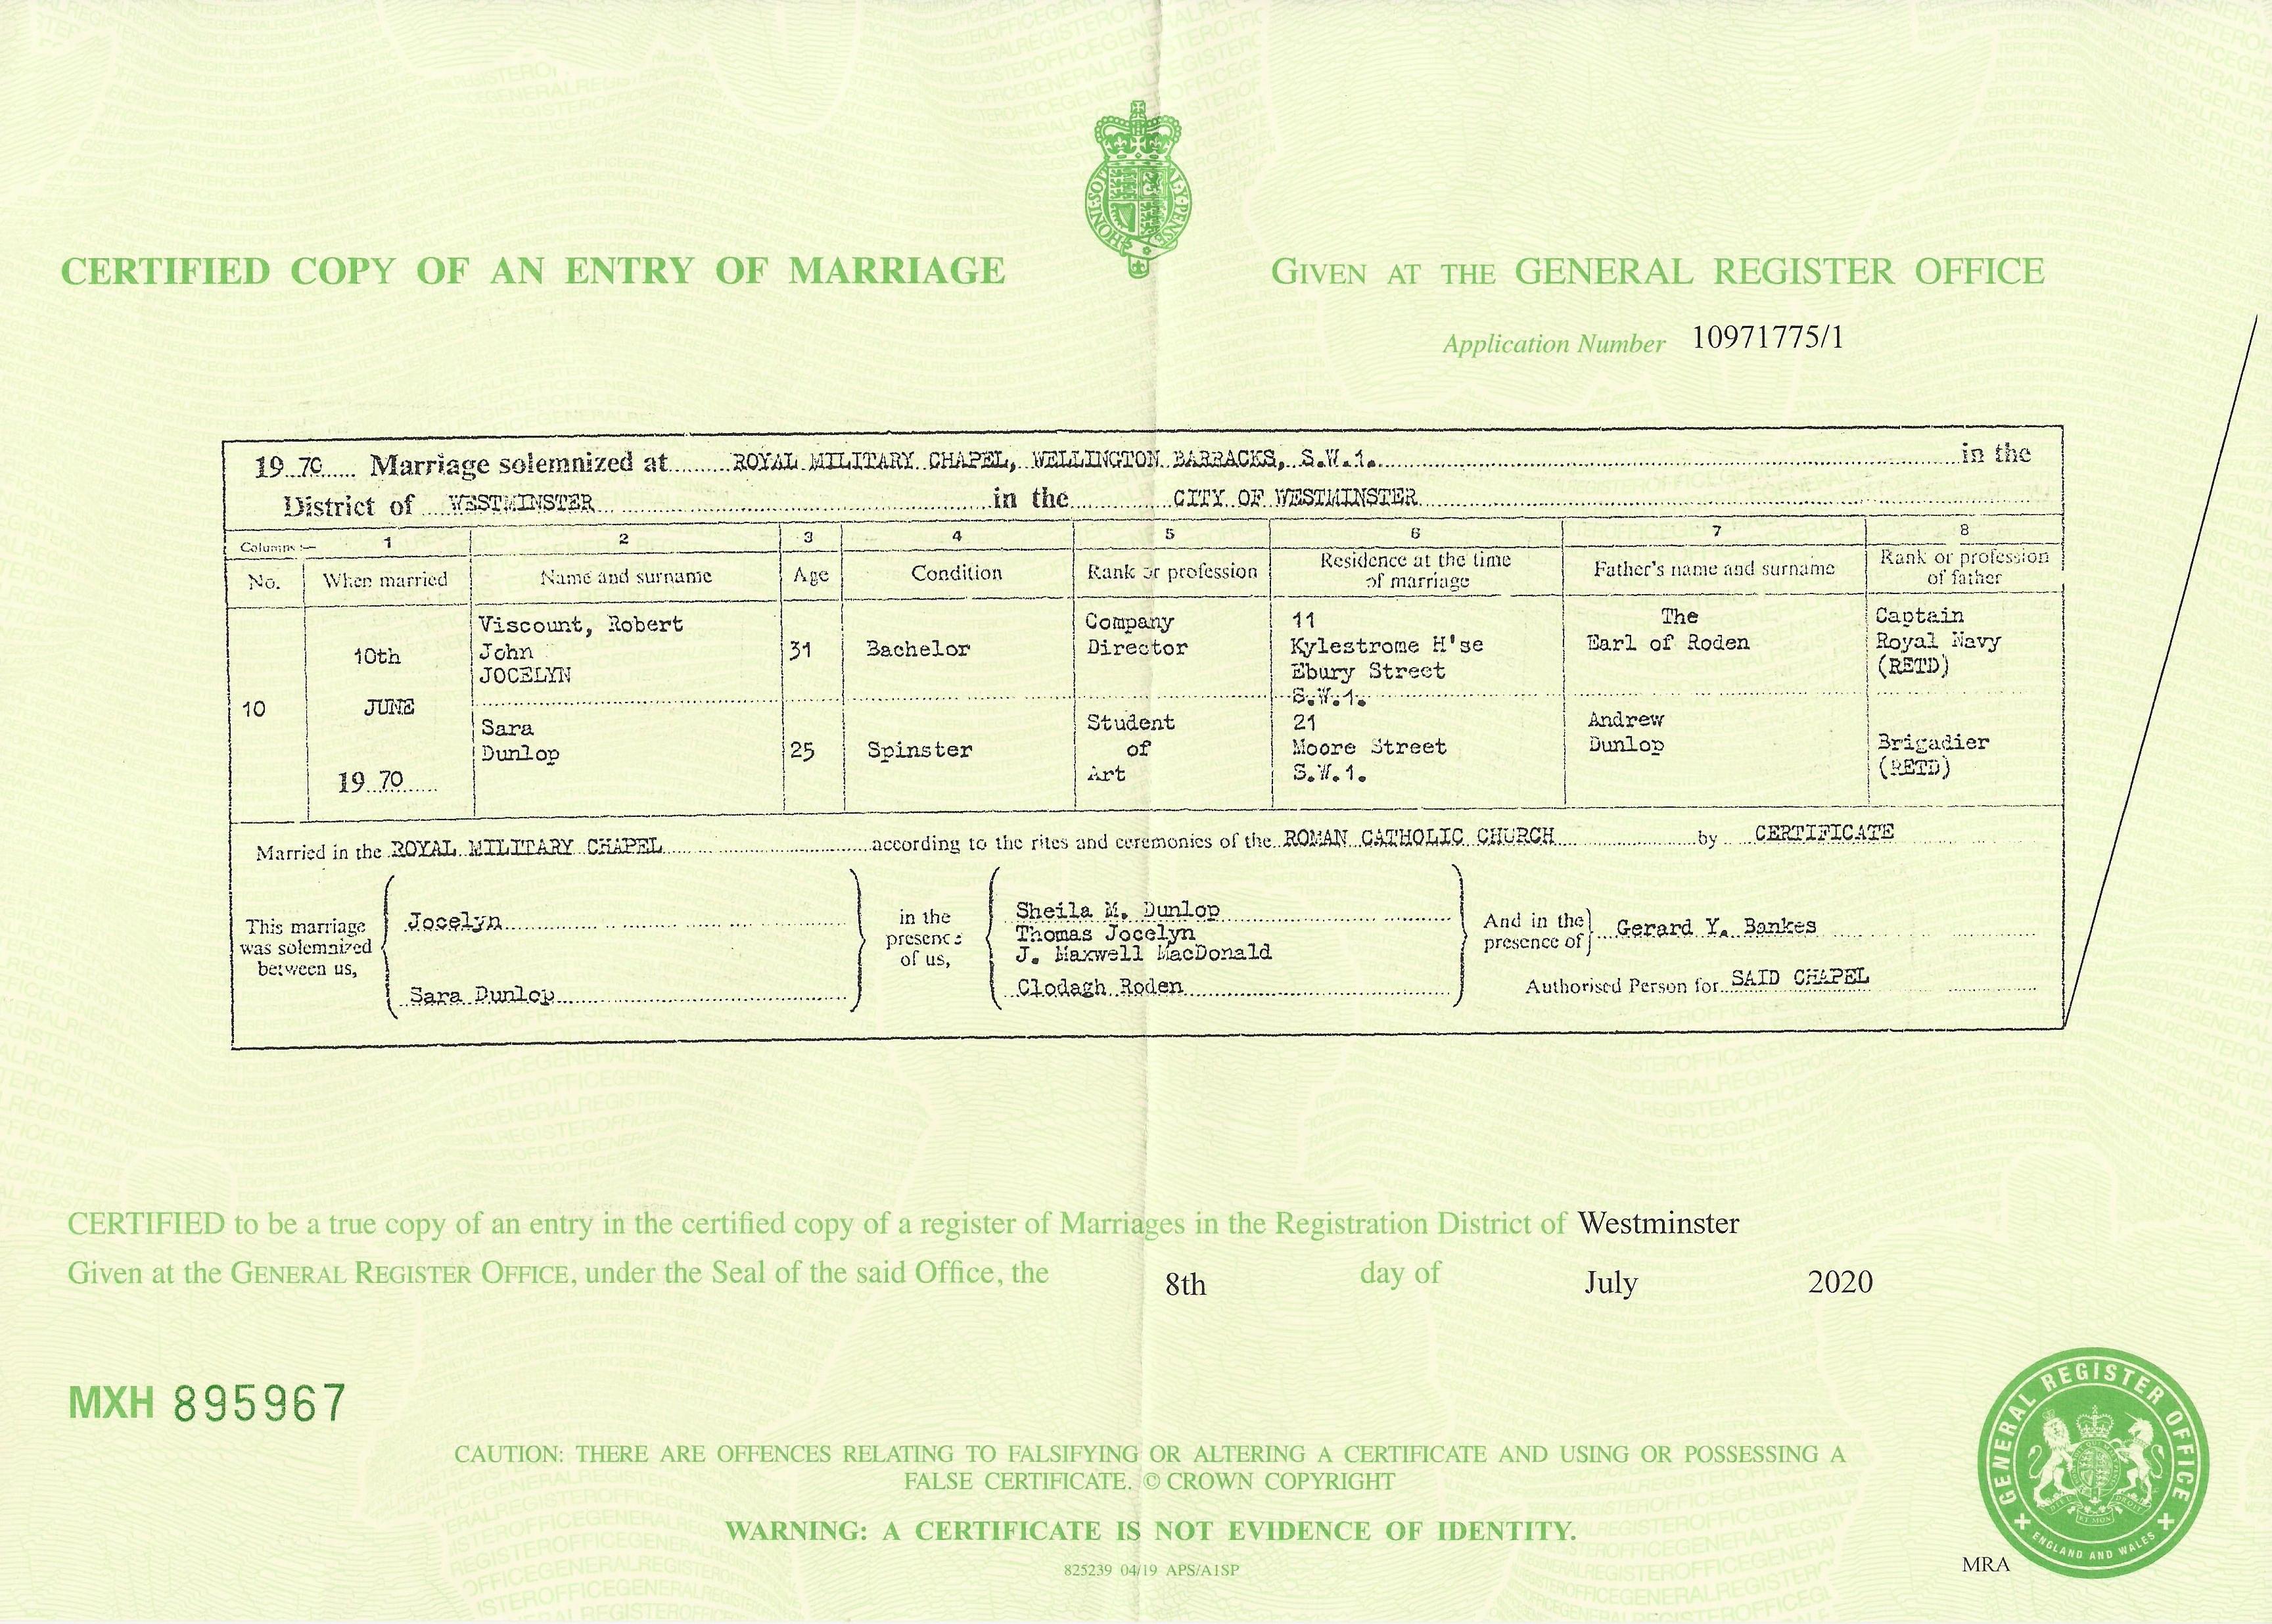 CERTIFIED COPY OF AN ENTRY OF MARRIAGE
GIVEN AT THE GENERAL REGISTER OFFICE
Application Number 10971775/1
1970 Marriage solemnized at ROYAL MILITARY CHAPEL, WELLINGTON BARRACKS, S.W.1. in the
District of WESTMINSTER in the CITY OF WESTMINSTER
Columns:— 1 2 3 4 5 6 7 8
No. When married Name and surname Age Condition Rank or profession Residence at the time of marriage Father's name and surname Rank or profession of father
10
10th
JUNE
1970
Viscount, Robert
John
JOCELYN
31
Bachelor
Company
Director
11
Kylestrome H'se
Ebury Street
S.W.1.
The
Earl of Roden
Captain
Royal Navy
(RETD)
Sara
Dunlop
25
Spinster
Student
of
Art
21
Moore Street
S.W.1.
Andrew
Dunlop
Brigadier
(RETD)
Married in the ROYAL MILITARY CHAPEL according to the rites and ceremonies of the ROMAN CATHOLIC CHURCH by CERTIFICATE
This marriage
was solemnized
between us,
Jocelyn
Sara Dunlop
in the
presence
of us,
Sheila M. Dunlop
Thomas Jocelyn
J. Maxwell MacDonald
Clodagh Roden
And in the
presence of
Gerard Y. Bankes
Authorised Person for SAID CHAPEL
CERTIFIED to be a true copy of an entry in the certified copy of a register of Marriages in the Registration District of Westminster
Given at the GENERAL REGISTER OFFICE, under the Seal of the said Office, the 8th day of July 2020
MXH 895967
CAUTION: THERE ARE OFFENCES RELATING TO FALSIFYING OR ALTERING A CERTIFICATE AND USING OR POSSESSING A
FALSE CERTIFICATE. © CROWN COPYRIGHT
WARNING: A CERTIFICATE IS NOT EVIDENCE OF IDENTITY.
825239 04/19 APS/A1SP
MRA
GENERAL REGISTER OFFICE
ENGLAND AND WALES